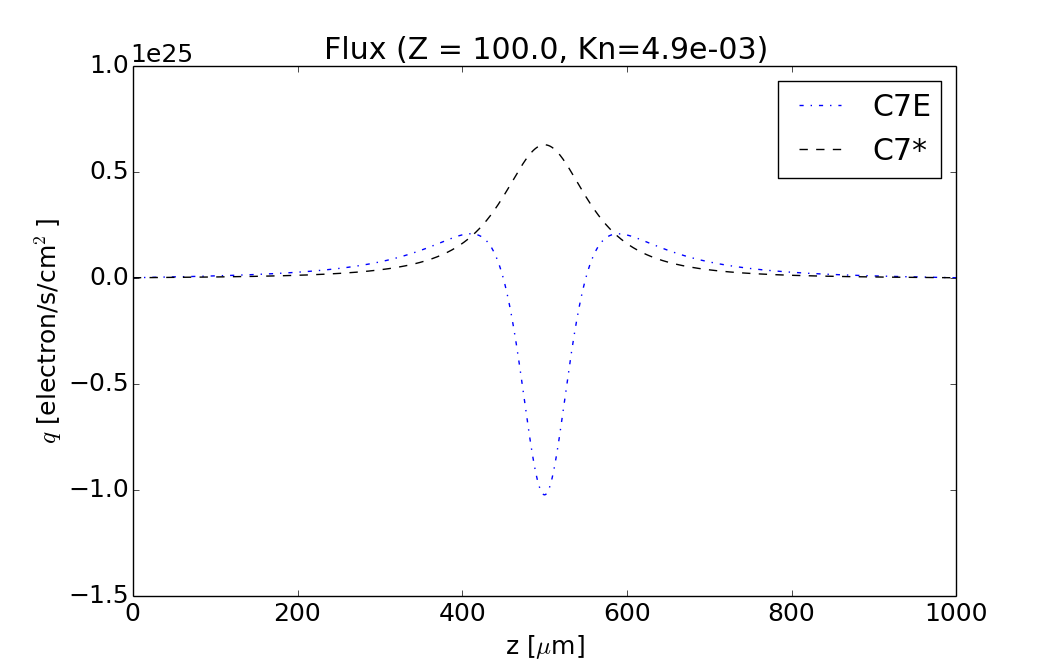 Flux (Z = 100.0, Kn=4.9e-03)
1e25
1.0
0.5
0.0
−0.5
−1.0
−1.5
q [electron/s/cm² ]
C7E
C7*
0
200
400
600
800
1000
z [μm]